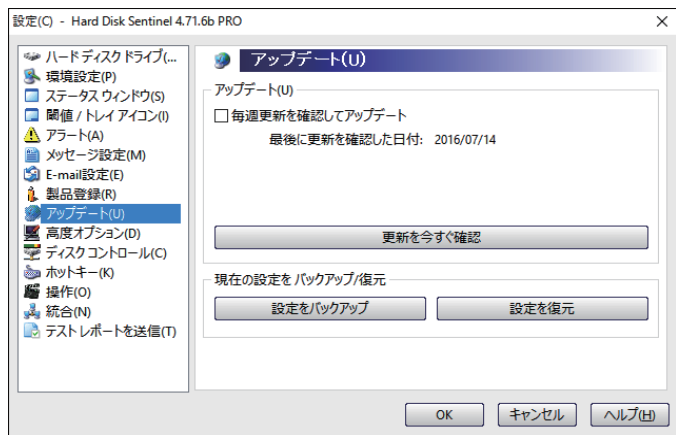 設定(C) - Hard Disk Sentinel 4.71.6b PRO
ハード ディスクドライブ(...
環境設定(P)
ステータス ウィンドウ(S)
閾値 / トレイ アイコン(I)
アラート(A)
メッセージ設定(M)
E-mail設定(E)
製品登録(R)
アップデート(U)
高度オプション(D)
ディスクコントロール(C)
ホットキー(K)
操作(O)
統合(N)
テストレポートを送信(T)
アップデート(U)
アップデート(U)
毎週更新を確認してアップデート
最後に更新を確認した日付: 2016/07/14
更新を今すぐ確認
現在の設定を バックアップ/復元
設定をバックアップ
設定を復元
OK
キャンセル
ヘルプ(H)